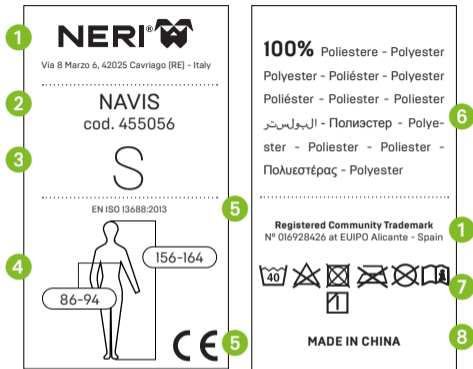 1
NERI®
Via 8 Marzo 6, 42025 Cavriago (RE) - Italy
2
NAVIS
cod. 455056
3
S
EN ISO 13688:2013
5
4
156-164
86-94
CE
5
100% Poliestere - Polyester
Polyester - Poliéster - Polyester
Poliéster - Poliester - Poliester
البولستر - Полиэстер - Polye-
6
ster - Poliester - Poliester -
Πολυεστέρας - Polyester
Registered Community Trademark
1
N° 016928426 at EUIPO Alicante - Spain
40
7
1
MADE IN CHINA
8